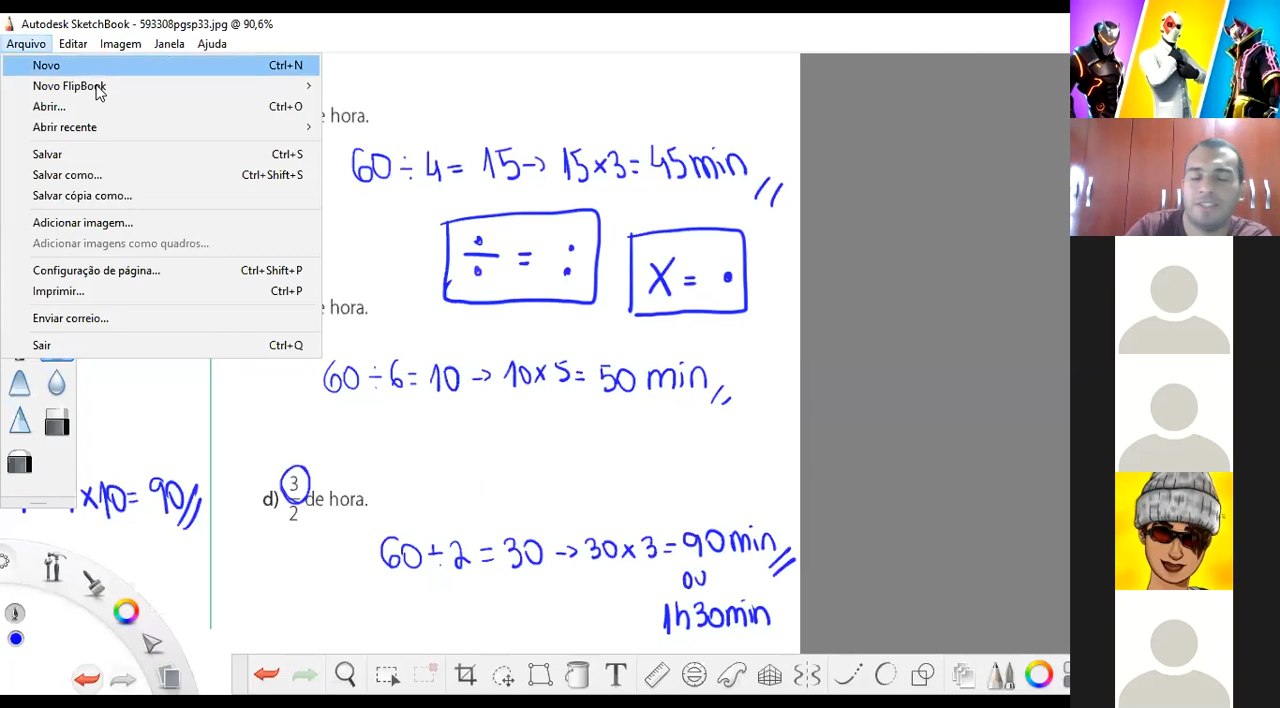 Autodesk SketchBook - 593308pgsp33.jpg @ 90,6%
Arquivo Editar Imagem Janela Ajuda
Novo Ctrl+N
Novo FlipBook
Abrir... Ctrl+O
Abrir recente
Salvar Ctrl+S
Salvar como... Ctrl+Shift+S
Salvar cópia como...
Adicionar imagem...
Adicionar imagens como quadros...
Configuração de página... Ctrl+Shift+P
Imprimir... Ctrl+P
Enviar correio...
Sair Ctrl+Q
e hora.
60 ÷ 4 = 15 → 15 x 3 = 45 min
÷ = :
X = •
e hora.
60 ÷ 6 = 10 → 10 x 5 = 50 min
x10 = 90
d) 3/2 de hora.
60 ÷ 2 = 30 → 30 x 3 = 90 min
ou
1h30min
T